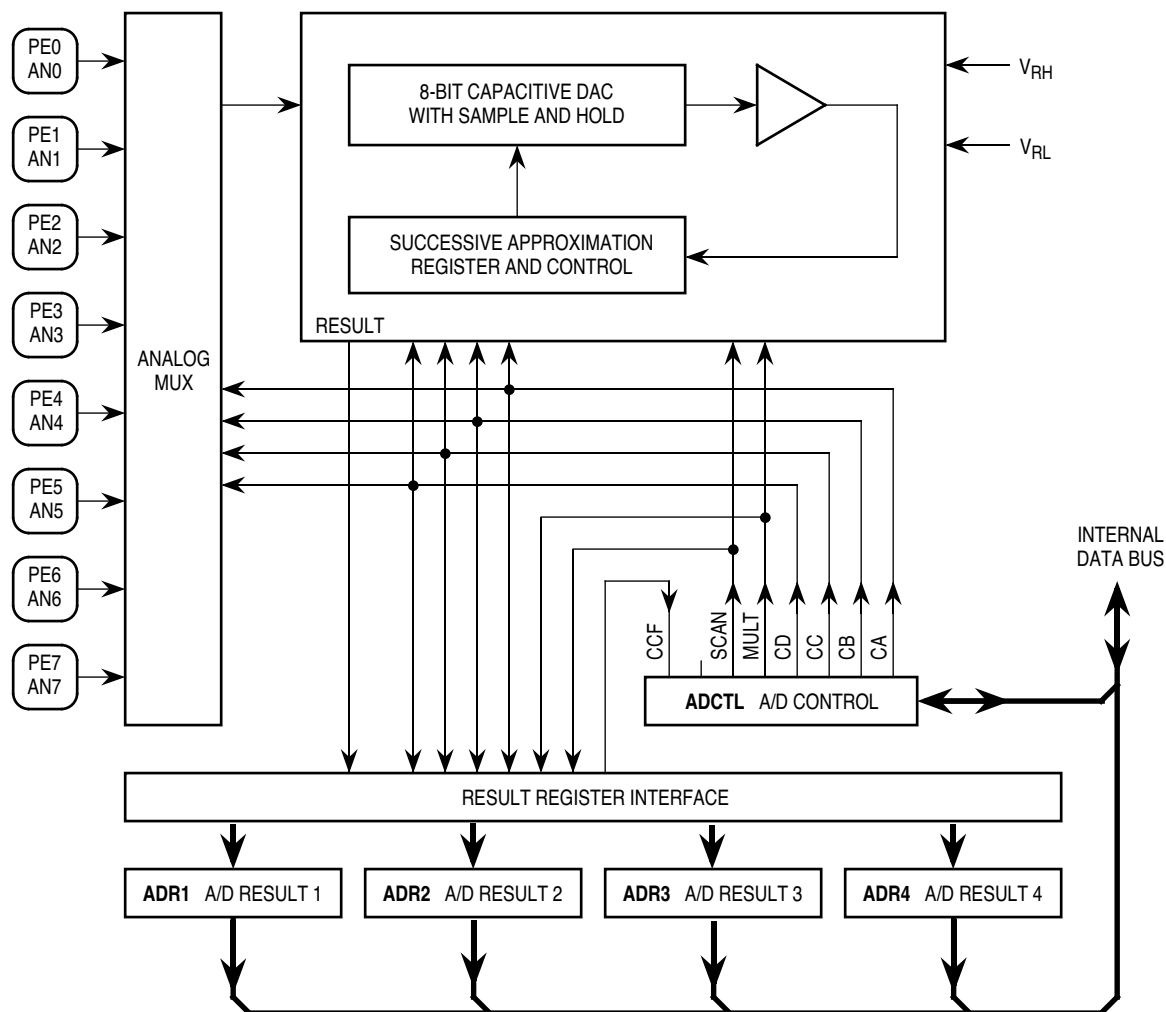 PE0
AN0
PE1
AN1
PE2
AN2
PE3
AN3
PE4
AN4
PE5
AN5
PE6
AN6
PE7
AN7
ANALOG
MUX
8-BIT CAPACITIVE DAC
WITH SAMPLE AND HOLD
SUCCESSIVE APPROXIMATION
REGISTER AND CONTROL
RESULT
VRH
VRL
INTERNAL
DATA BUS
CCF
SCAN
MULT
CD
CC
CB
CA
ADCTL A/D CONTROL
RESULT REGISTER INTERFACE
ADR1 A/D RESULT 1
ADR2 A/D RESULT 2
ADR3 A/D RESULT 3
ADR4 A/D RESULT 4